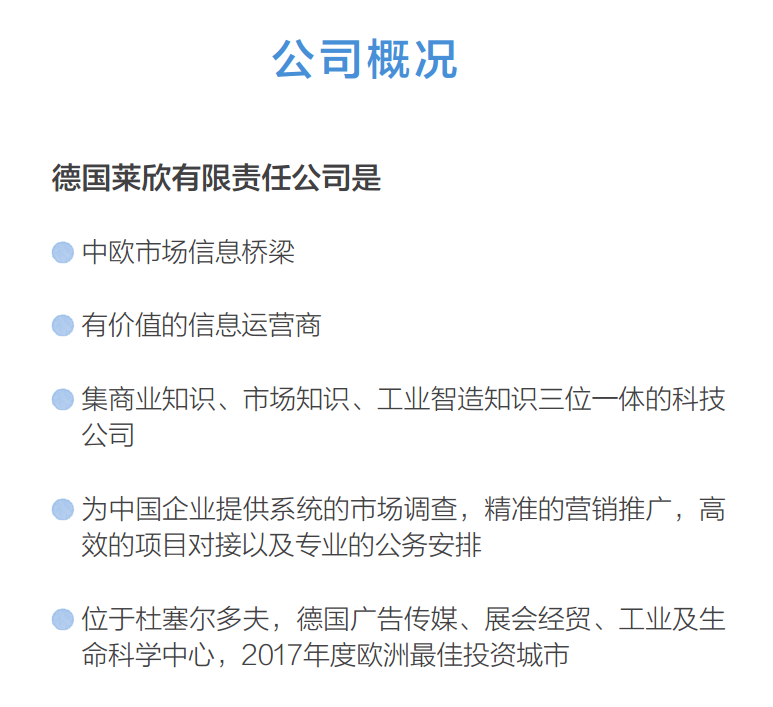 公司概况
德国莱欣有限责任公司是
中欧市场信息桥梁
有价值的信息运营商
集商业知识、市场知识、工业智造知识三位一体的科技
公司
为中国企业提供系统的市场调查，精准的营销推广，高
效的项目对接以及专业的公务安排
位于杜塞尔多夫，德国广告传媒、展会经贸、工业及生
命科学中心，2017年度欧洲最佳投资城市